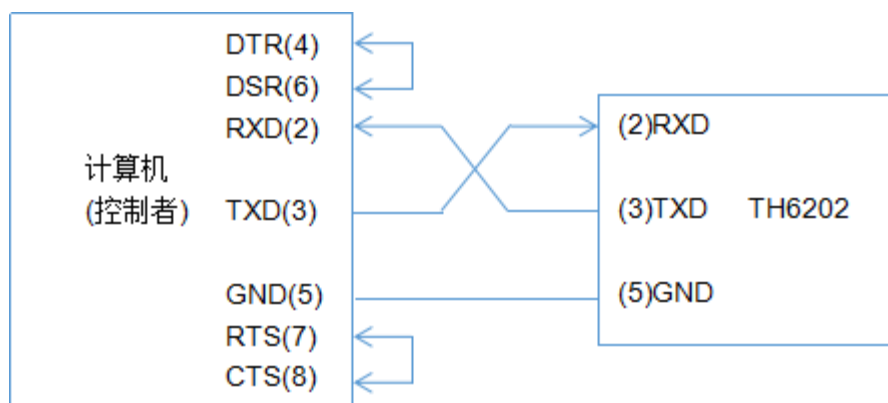 DTR(4)
DSR(6)
RXD(2)
计算机
(控制者)
TXD(3)
GND(5)
RTS(7)
CTS(8)
(2)RXD
(3)TXD TH6202
(5)GND